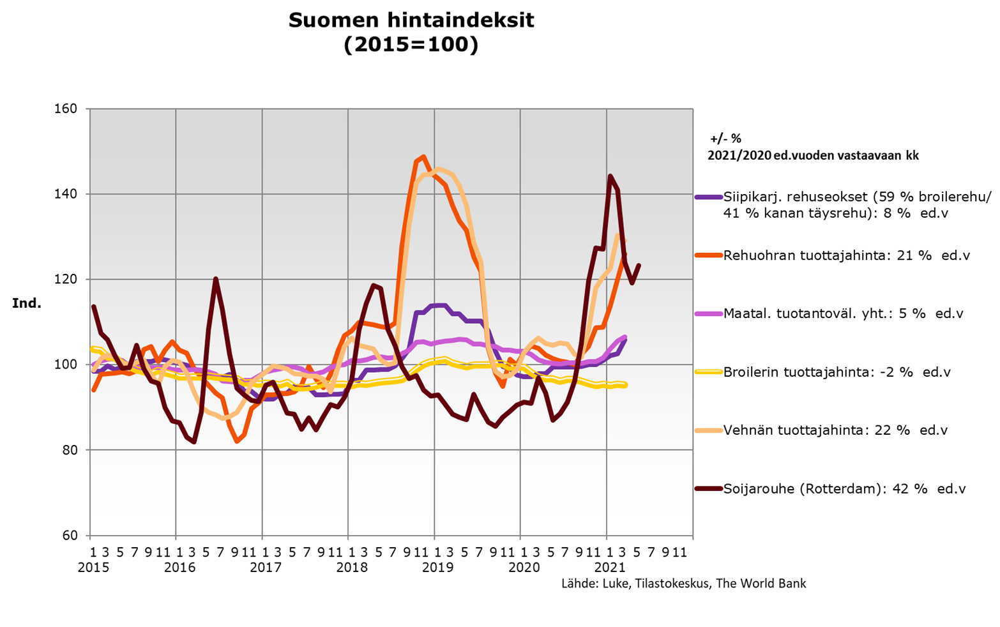 Suomen hintaindeksit
(2015=100)
160
140
120
100
80
60
Ind.
+/- %
2021/2020 ed.vuoden vastaavaan kk
Siipikarj. rehuseokset (59 % broilerehu/
41 % kanan täysrehu): 8 %  ed.v
Rehuohran tuottajahinta: 21 %  ed.v
Maatal. tuotantoväl. yht.: 5 %  ed.v
Broilerin tuottajahinta: -2 %  ed.v
Vehnän tuottajahinta: 22 %  ed.v
Soijarouhe (Rotterdam): 42 %  ed.v
1 3 5 7 9 11 1 3 5 7 9 11 1 3 5 7 9 11 1 3 5 7 9 11 1 3 5 7 9 11 1 3 5 7 9 11 1 3 5 7 9 11
2015 2016 2017 2018 2019 2020 2021
Lähde: Luke, Tilastokeskus, The World Bank